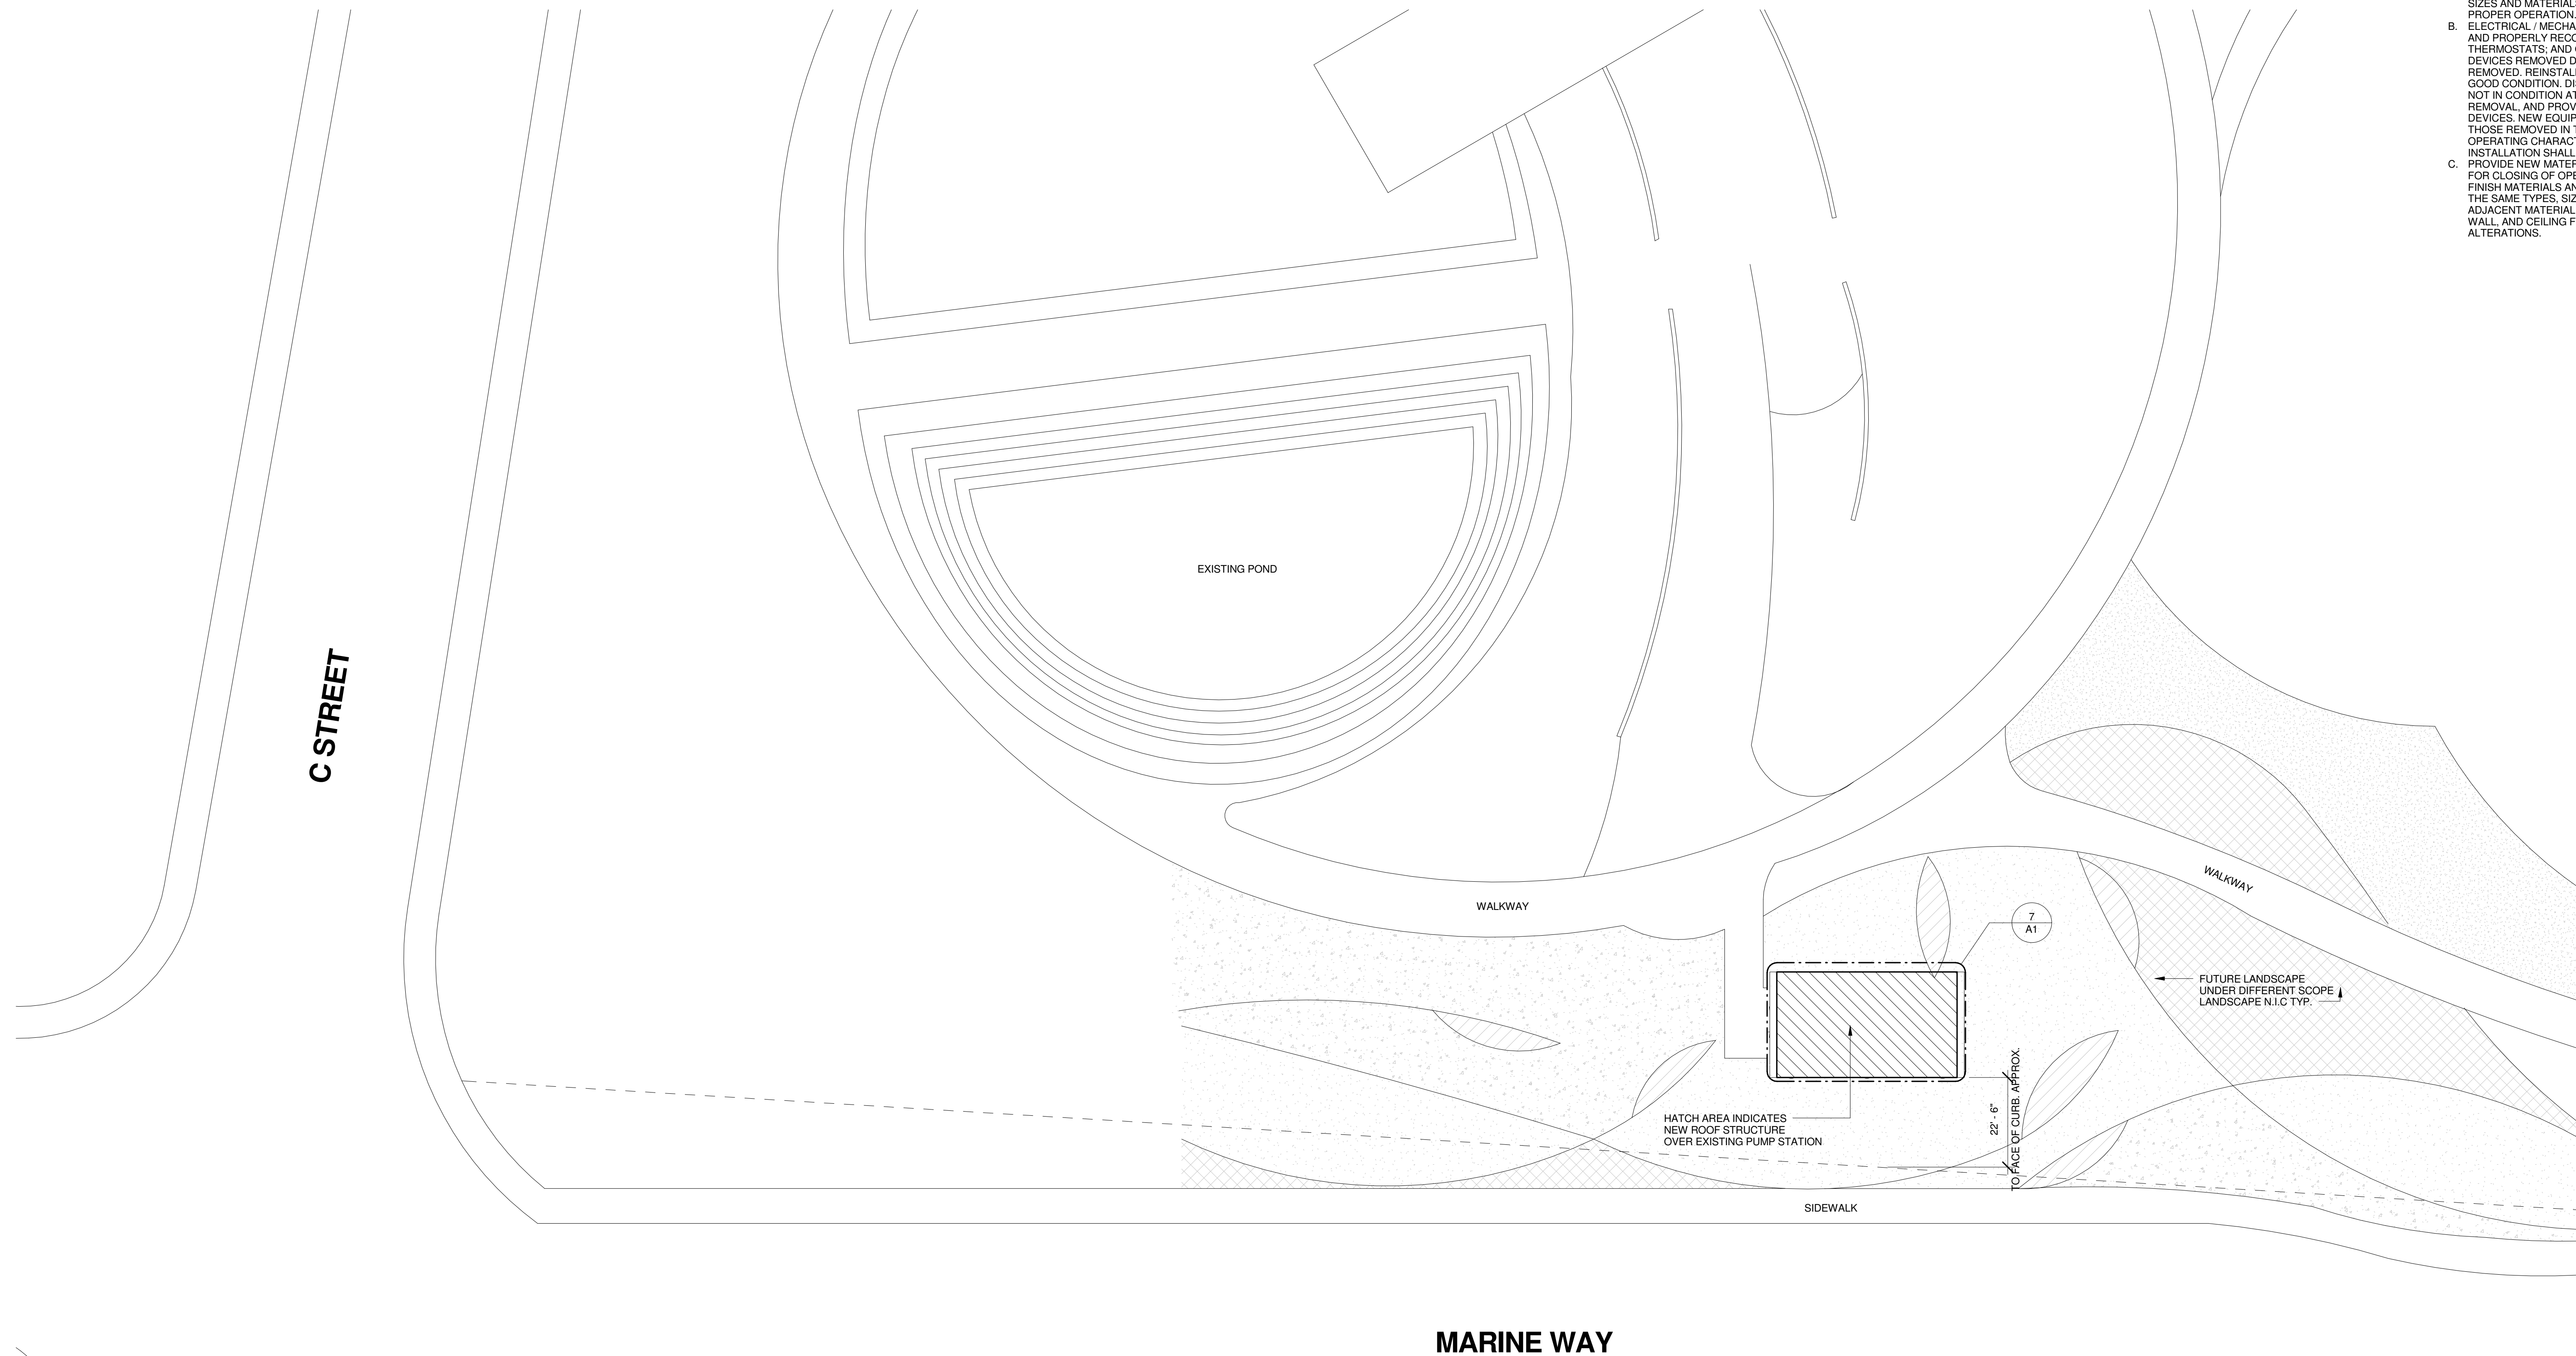 SIZES AND MATERIALS
PROPER OPERATION.
B. ELECTRICAL / MECHA
AND PROPERLY RECO
THERMOSTATS; AND
DEVICES REMOVED D
REMOVED. REINSTAL
GOOD CONDITION. DI
NOT IN CONDITION AT
REMOVAL, AND PROV
DEVICES. NEW EQUIP
THOSE REMOVED IN T
OPERATING CHARACT
INSTALLATION SHALL
C. PROVIDE NEW MATER
FOR CLOSING OF OPE
FINISH MATERIALS AN
THE SAME TYPES, SIZ
ADJACENT MATERIAL
WALL, AND CEILING F
ALTERATIONS.
EXISTING POND
C STREET
WALKWAY
WALKWAY
7
A1
FUTURE LANDSCAPE
UNDER DIFFERENT SCOPE
LANDSCAPE N.I.C TYP.
HATCH AREA INDICATES
NEW ROOF STRUCTURE
OVER EXISTING PUMP STATION
22' - 6"
TO FACE OF CURB. APPROX.
SIDEWALK
MARINE WAY